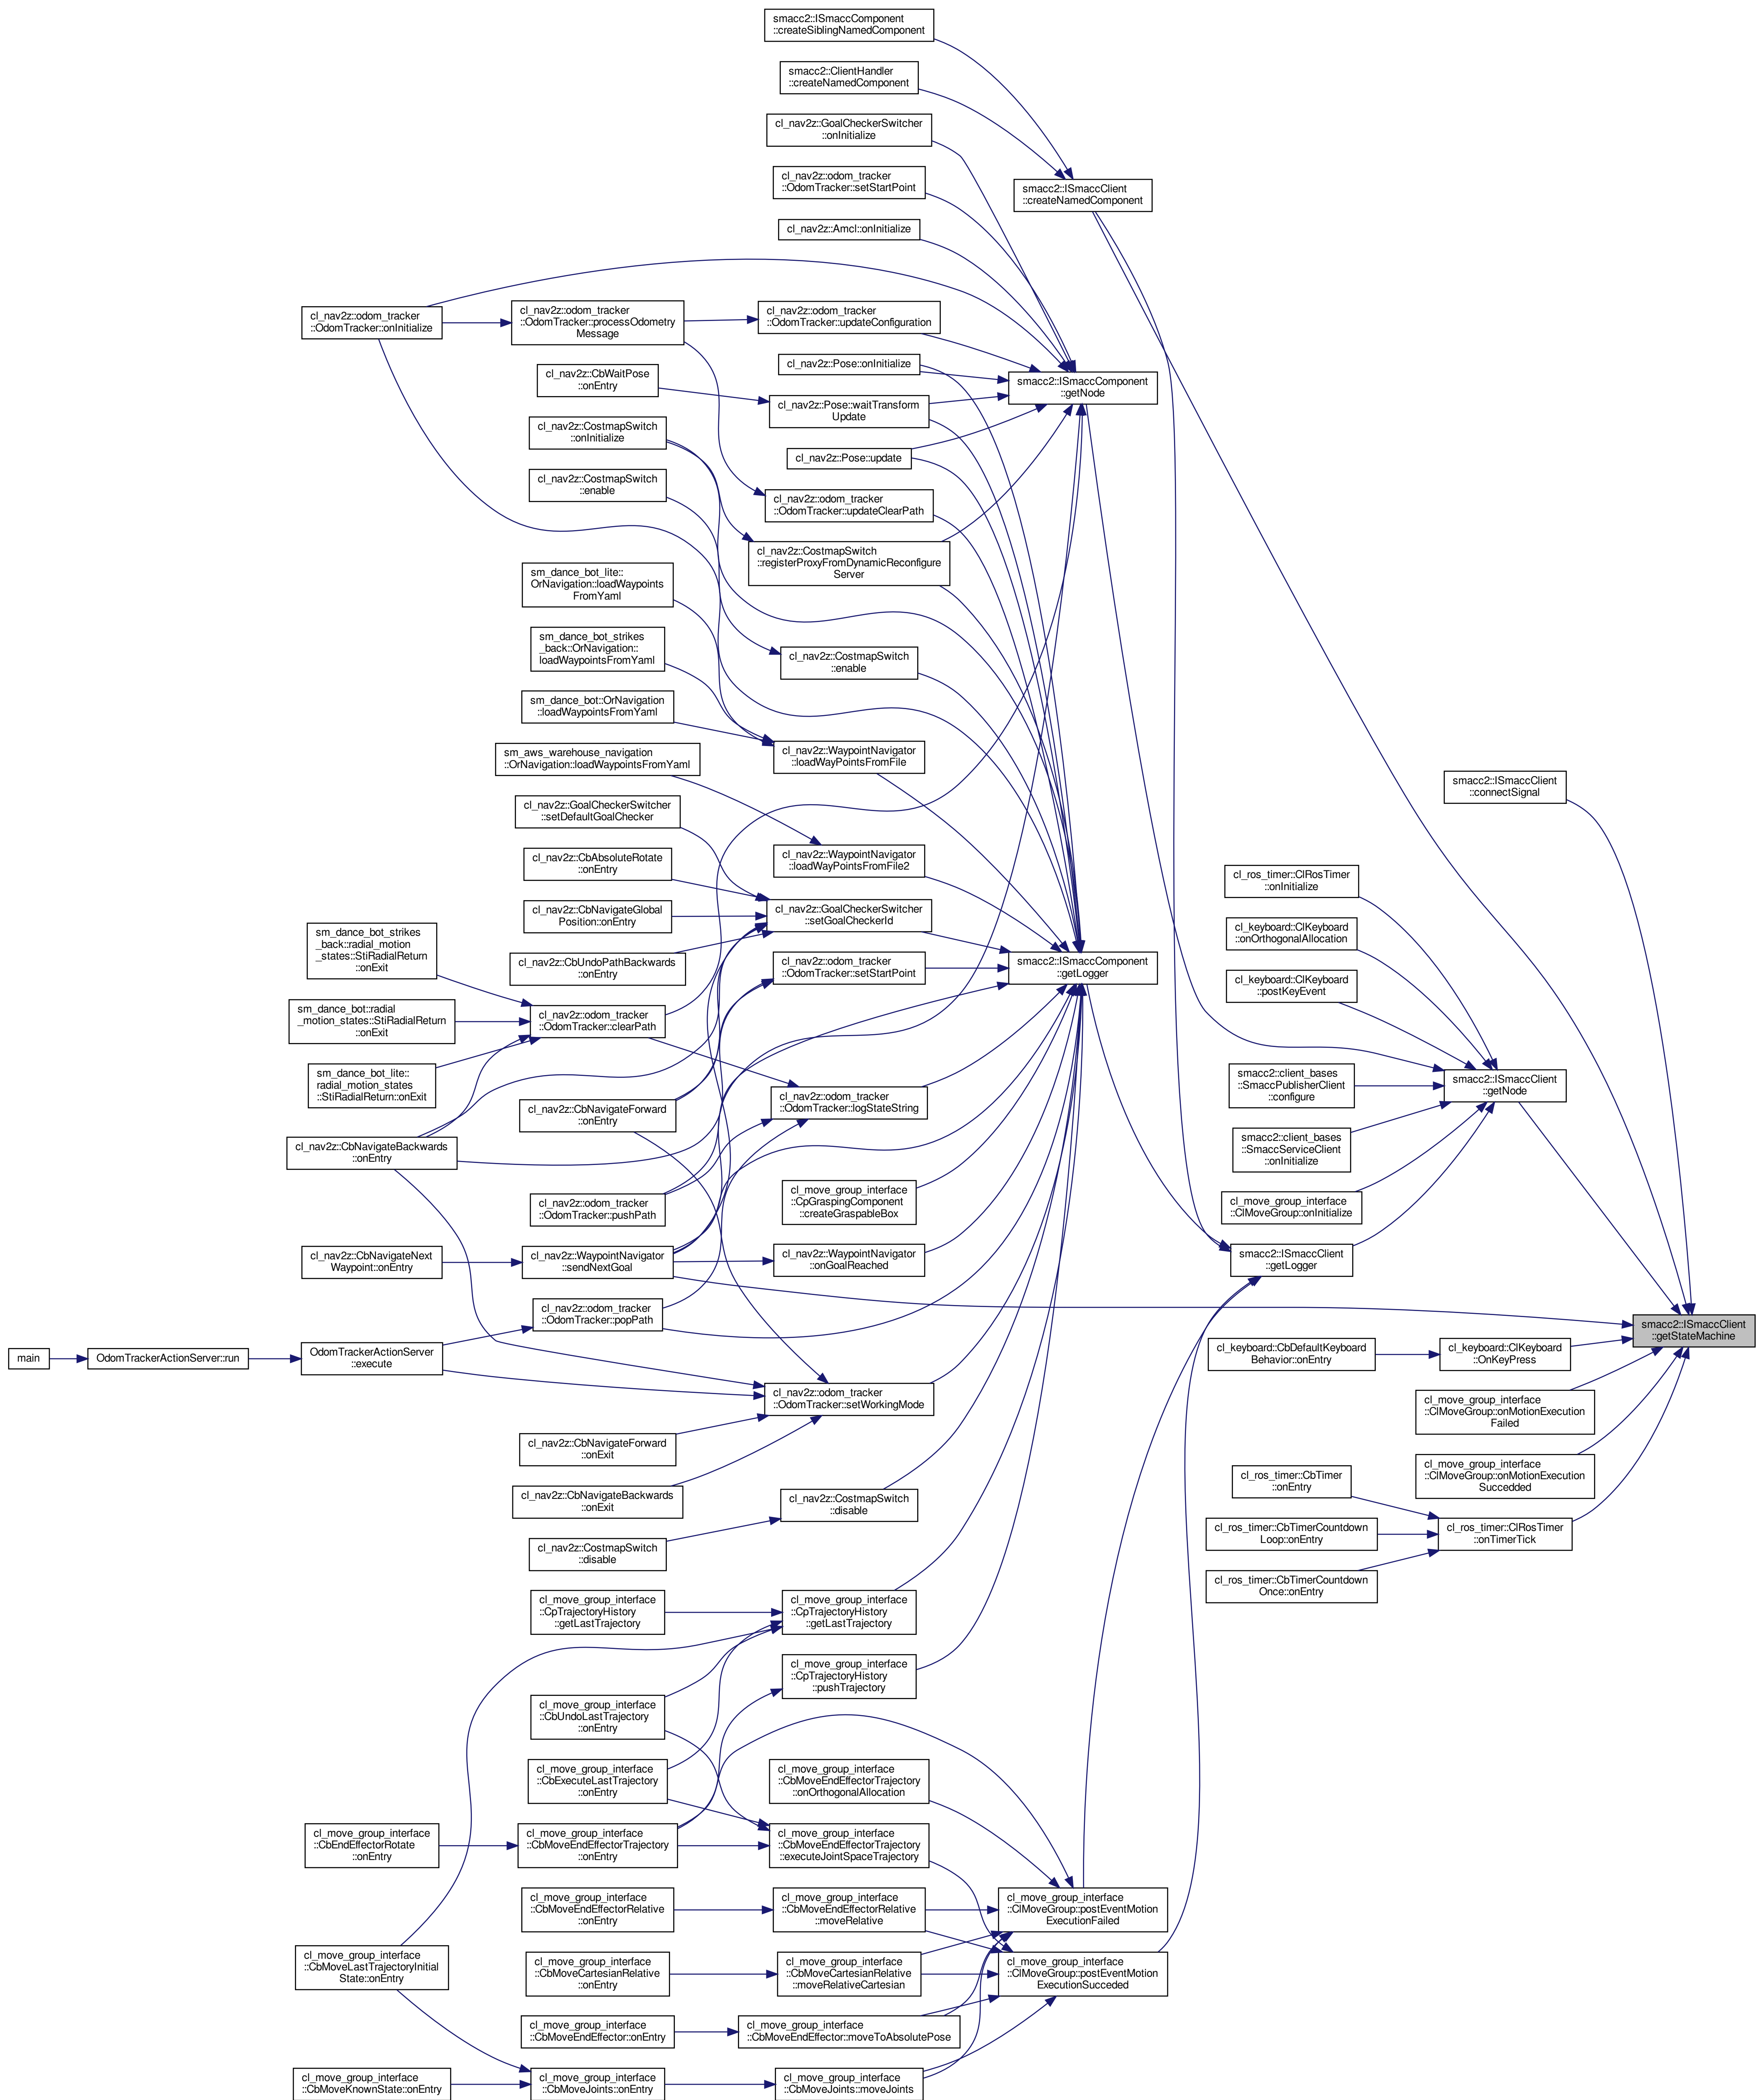 smacc2::ISmaccComponent
::createSiblingNamedComponent
smacc2::ClientHandler
::createNamedComponent
cl_nav2z::GoalCheckerSwitcher
::onInitialize
cl_nav2z::odom_tracker
::OdomTracker::setStartPoint
smacc2::ISmaccClient
::createNamedComponent
cl_nav2z::Amcl::onInitialize
cl_nav2z::odom_tracker
::OdomTracker::onInitialize
cl_nav2z::odom_tracker
::OdomTracker::processOdometry
Message
cl_nav2z::odom_tracker
::OdomTracker::updateConfiguration
cl_nav2z::Pose::onInitialize
cl_nav2z::CbWaitPose
::onEntry
smacc2::ISmaccComponent
::getNode
cl_nav2z::Pose::waitTransform
Update
cl_nav2z::CostmapSwitch
::onInitialize
cl_nav2z::Pose::update
cl_nav2z::CostmapSwitch
::enable
cl_nav2z::odom_tracker
::OdomTracker::updateClearPath
cl_nav2z::CostmapSwitch
::registerProxyFromDynamicReconfigure
Server
sm_dance_bot_lite::
OrNavigation::loadWaypoints
FromYaml
sm_dance_bot_strikes
_back::OrNavigation::
loadWaypointsFromYaml
cl_nav2z::CostmapSwitch
::enable
sm_dance_bot::OrNavigation
::loadWaypointsFromYaml
cl_nav2z::WaypointNavigator
::loadWayPointsFromFile
sm_aws_warehouse_navigation
::OrNavigation::loadWaypointsFromYaml
smacc2::ISmaccClient
::connectSignal
cl_nav2z::GoalCheckerSwitcher
::setDefaultGoalChecker
cl_nav2z::CbAbsoluteRotate
::onEntry
cl_nav2z::WaypointNavigator
::loadWayPointsFromFile2
cl_ros_timer::ClRosTimer
::onInitialize
cl_nav2z::CbNavigateGlobal
Position::onEntry
cl_nav2z::GoalCheckerSwitcher
::setGoalCheckerId
cl_keyboard::ClKeyboard
::onOrthogonalAllocation
sm_dance_bot_strikes
_back::radial_motion
_states::StiRadialReturn
::onExit
cl_nav2z::CbUndoPathBackwards
::onEntry
cl_nav2z::odom_tracker
::OdomTracker::setStartPoint
smacc2::ISmaccComponent
::getLogger
cl_keyboard::ClKeyboard
::postKeyEvent
sm_dance_bot::radial
_motion_states::StiRadialReturn
::onExit
cl_nav2z::odom_tracker
::OdomTracker::clearPath
sm_dance_bot_lite::
radial_motion_states
::StiRadialReturn::onExit
smacc2::client_bases
::SmaccPublisherClient
::configure
smacc2::ISmaccClient
::getNode
cl_nav2z::CbNavigateForward
::onEntry
cl_nav2z::odom_tracker
::OdomTracker::logStateString
cl_nav2z::CbNavigateBackwards
::onEntry
smacc2::client_bases
::SmaccServiceClient
::onInitialize
cl_nav2z::odom_tracker
::OdomTracker::pushPath
cl_move_group_interface
::CpGraspingComponent
::createGraspableBox
cl_move_group_interface
::ClMoveGroup::onInitialize
cl_nav2z::CbNavigateNext
Waypoint::onEntry
cl_nav2z::WaypointNavigator
::sendNextGoal
cl_nav2z::WaypointNavigator
::onGoalReached
smacc2::ISmaccClient
::getLogger
cl_nav2z::odom_tracker
::OdomTracker::popPath
smacc2::ISmaccClient
::getStateMachine
main
OdomTrackerActionServer::run
OdomTrackerActionServer
::execute
cl_keyboard::CbDefaultKeyboard
Behavior::onEntry
cl_keyboard::ClKeyboard
::OnKeyPress
cl_nav2z::odom_tracker
::OdomTracker::setWorkingMode
cl_move_group_interface
::ClMoveGroup::onMotionExecution
Failed
cl_nav2z::CbNavigateForward
::onExit
cl_move_group_interface
::ClMoveGroup::onMotionExecution
Succedded
cl_nav2z::CbNavigateBackwards
::onExit
cl_nav2z::CostmapSwitch
::disable
cl_ros_timer::CbTimer
::onEntry
cl_nav2z::CostmapSwitch
::disable
cl_ros_timer::CbTimerCountdown
Loop::onEntry
cl_ros_timer::ClRosTimer
::onTimerTick
cl_ros_timer::CbTimerCountdown
Once::onEntry
cl_move_group_interface
::CpTrajectoryHistory
::getLastTrajectory
cl_move_group_interface
::CpTrajectoryHistory
::getLastTrajectory
cl_move_group_interface
::CpTrajectoryHistory
::pushTrajectory
cl_move_group_interface
::CbUndoLastTrajectory
::onEntry
cl_move_group_interface
::CbExecuteLastTrajectory
::onEntry
cl_move_group_interface
::CbMoveEndEffectorTrajectory
::onOrthogonalAllocation
cl_move_group_interface
::CbEndEffectorRotate
::onEntry
cl_move_group_interface
::CbMoveEndEffectorTrajectory
::onEntry
cl_move_group_interface
::CbMoveEndEffectorTrajectory
::executeJointSpaceTrajectory
cl_move_group_interface
::CbMoveEndEffectorRelative
::onEntry
cl_move_group_interface
::CbMoveEndEffectorRelative
::moveRelative
cl_move_group_interface
::ClMoveGroup::postEventMotion
ExecutionFailed
cl_move_group_interface
::CbMoveLastTrajectoryInitial
State::onEntry
cl_move_group_interface
::CbMoveCartesianRelative
::onEntry
cl_move_group_interface
::CbMoveCartesianRelative
::moveRelativeCartesian
cl_move_group_interface
::ClMoveGroup::postEventMotion
ExecutionSucceded
cl_move_group_interface
::CbMoveEndEffector::onEntry
cl_move_group_interface
::CbMoveEndEffector::moveToAbsolutePose
cl_move_group_interface
::CbMoveKnownState::onEntry
cl_move_group_interface
::CbMoveJoints::onEntry
cl_move_group_interface
::CbMoveJoints::moveJoints